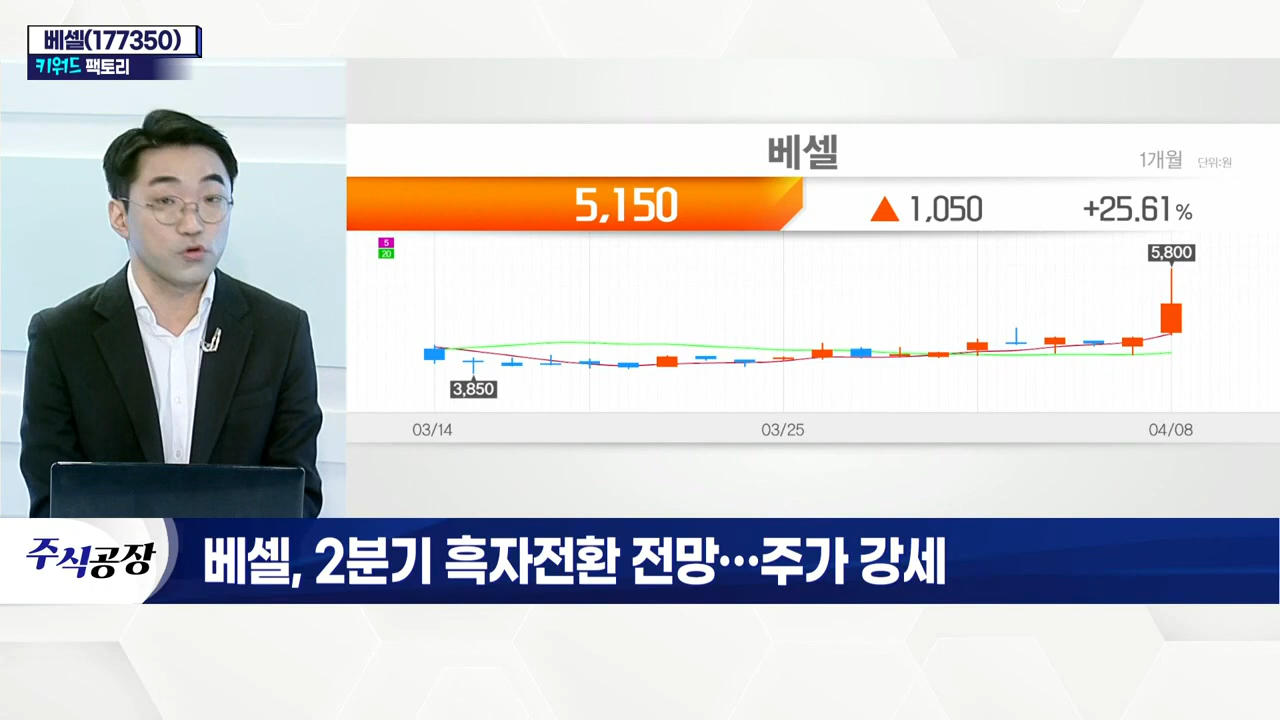 베셀(177350)
키워드 팩토리
베셀
1개월 단위:원
5,150 ▲ 1,050 +25.61%
5
20
5,800
3,850
03/14 03/25 04/08
주식공장
베셀, 2분기 흑자전환 전망…주가 강세